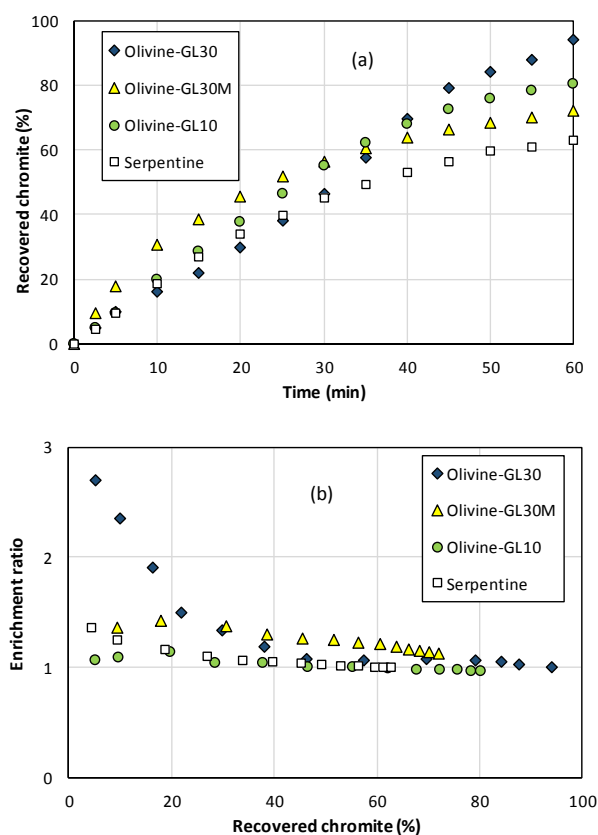 100
80
60
40
20
0
Recovered chromite (%)
Olivine-GL30
Olivine-GL30M
Olivine-GL10
Serpentine
(a)
0 10 20 30 40 50 60
Time (min)
3
2
1
0
Enrichment ratio
(b)
Olivine-GL30
Olivine-GL30M
Olivine-GL10
Serpentine
0 20 40 60 80 100
Recovered chromite (%)